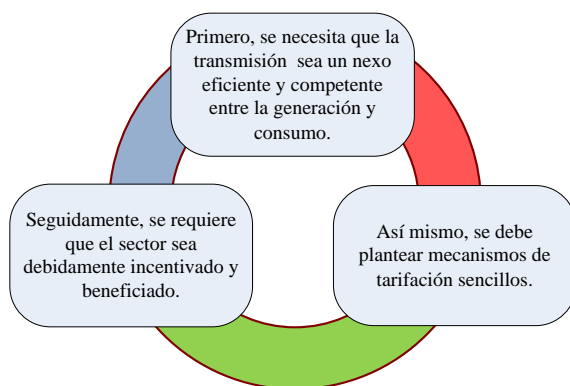 Primero, se necesita que la
transmisión sea un nexo
eficiente y competente
entre la generación y
consumo.
Seguidamente, se requiere
que el sector sea
debidamente incentivado y
beneficiado.
Así mismo, se debe
plantear mecanismos de
tarifación sencillos.